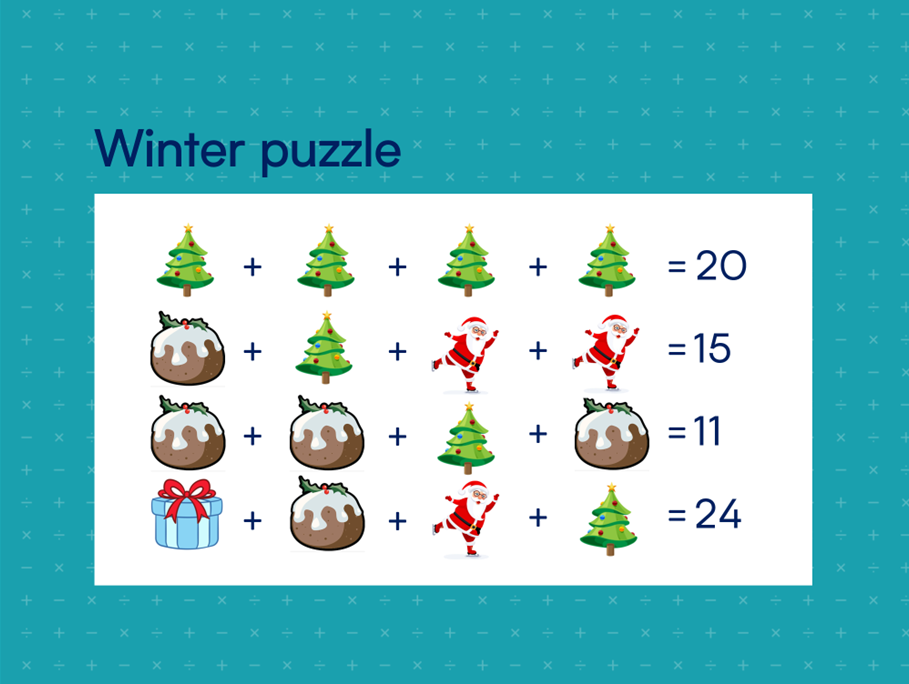 Winter puzzle
+ + + = 20
+ + + = 15
+ + + = 11
+ + + = 24